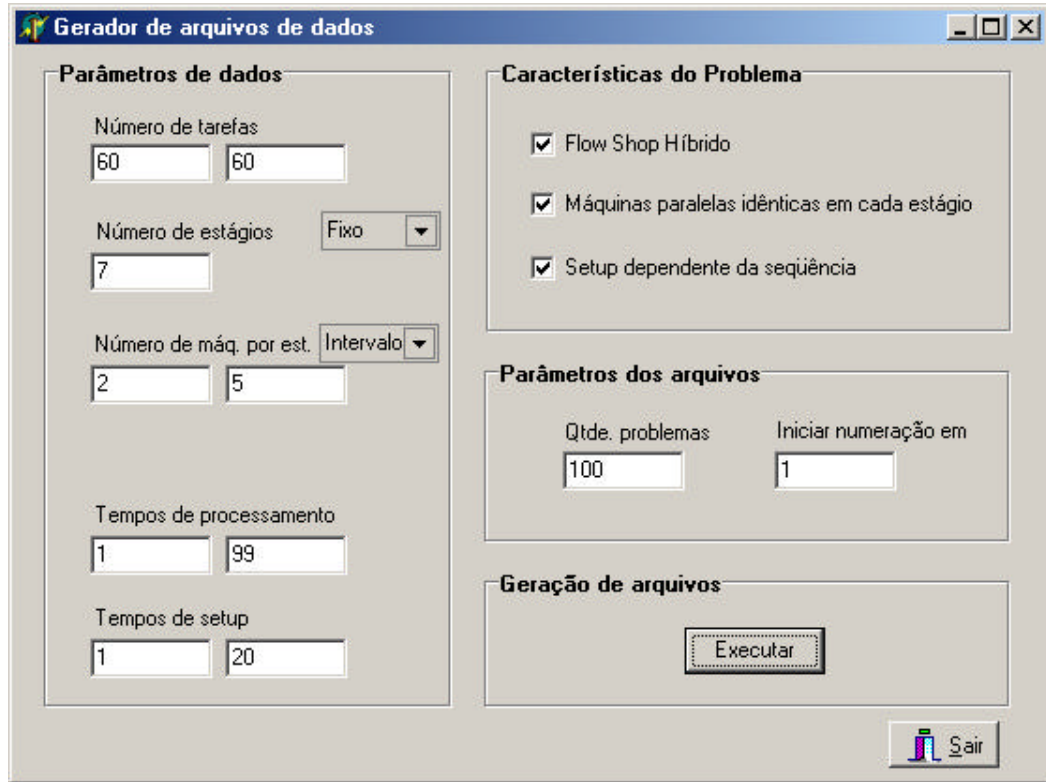 Gerador de arquivos de dados
Parâmetros de dados
Número de tarefas
60 60
Número de estágios Fixo
7
Número de máq. por est. Intervalo
2 5
Tempos de processamento
1 99
Tempos de setup
1 20
Características do Problema
Flow Shop Híbrido
Máquinas paralelas idênticas em cada estágio
Setup dependente da seqüência
Parâmetros dos arquivos
Qtde. problemas Iniciar numeração em
100 1
Geração de arquivos
Executar
Sair